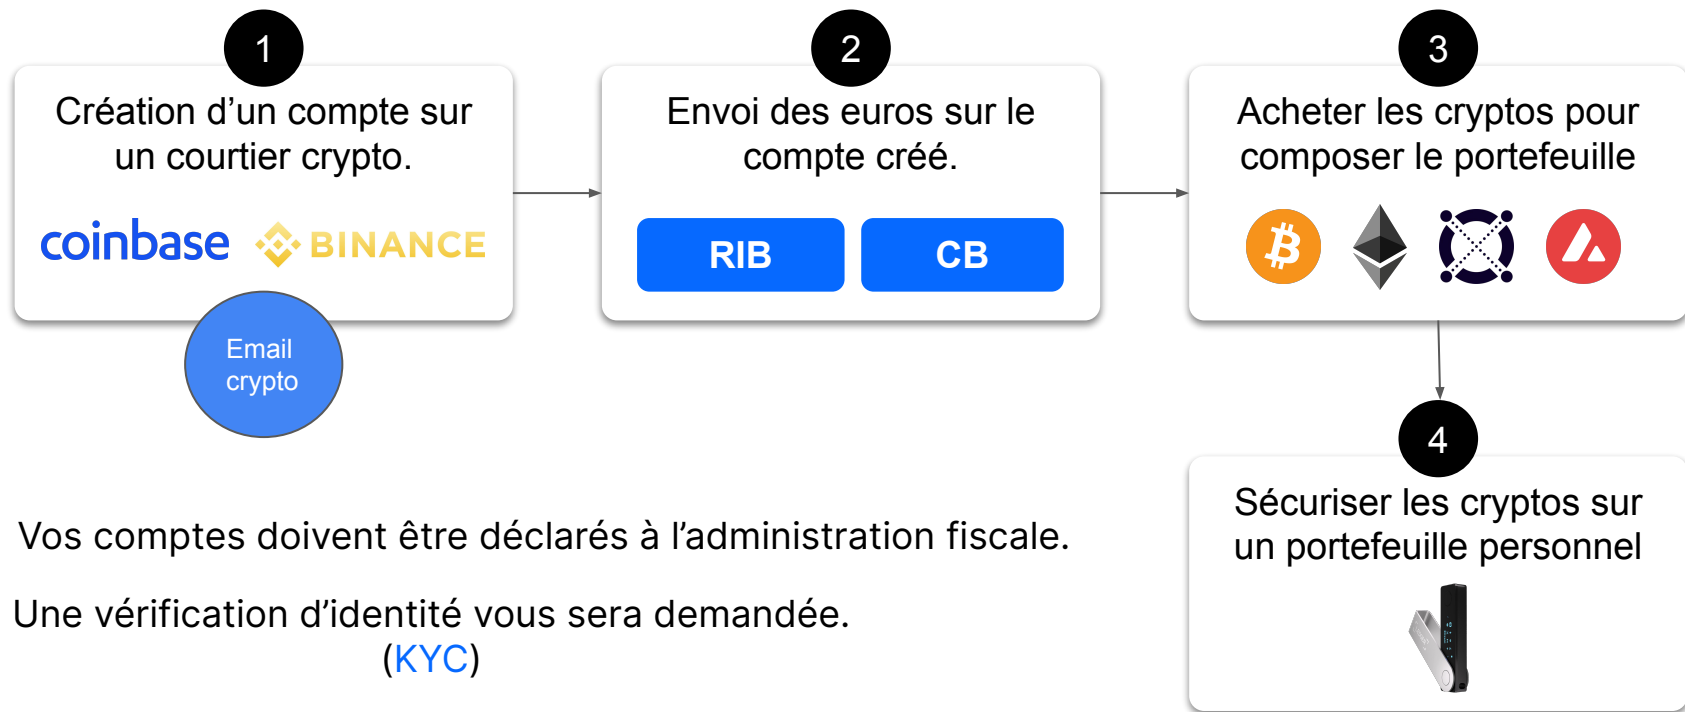 1
Création d’un compte sur
un courtier crypto.
coinbase BINANCE
Email
crypto
2
Envoi des euros sur le
compte créé.
RIB CB
3
Acheter les cryptos pour
composer le portefeuille
4
Sécuriser les cryptos sur
un portefeuille personnel
Vos comptes doivent être déclarés à l’administration fiscale.
Une vérification d’identité vous sera demandée.
(KYC)